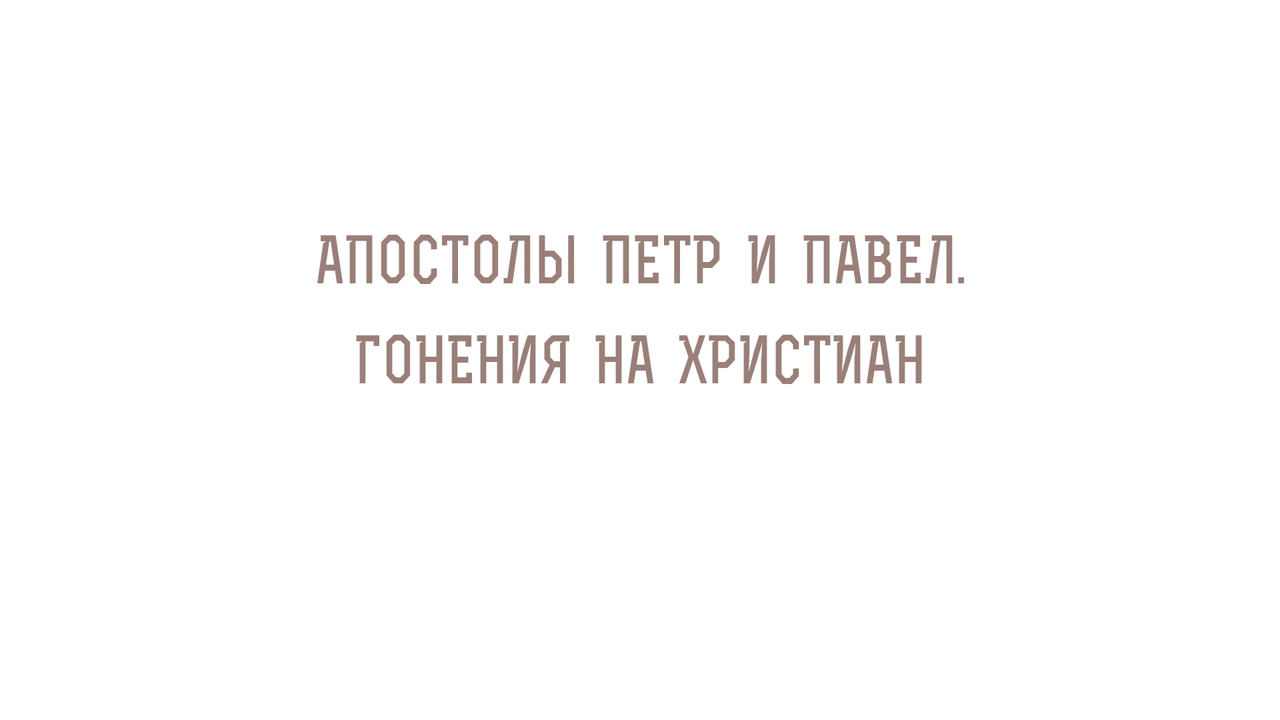 АПОСТОЛЫ ПЕТР И ПАВЕЛ.
ГОНЕНИЯ НА ХРИСТИАН